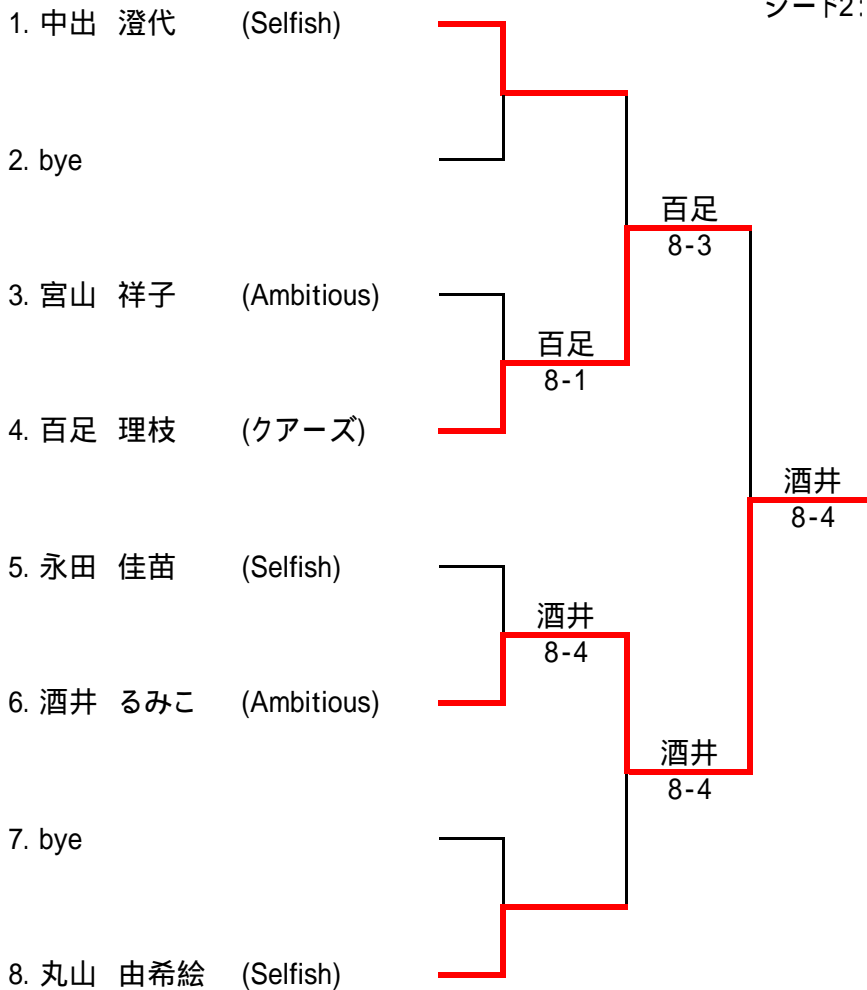 シード2:
1. 中出 澄代 (Selfish)
2. bye
百足
8-3
3. 宮山 祥子 (Ambitious)
百足
8-1
4. 百足 理枝 (クアーズ)
酒井
8-4
5. 永田 佳苗 (Selfish)
酒井
8-4
6. 酒井 るみこ (Ambitious)
酒井
8-4
7. bye
8. 丸山 由希絵 (Selfish)